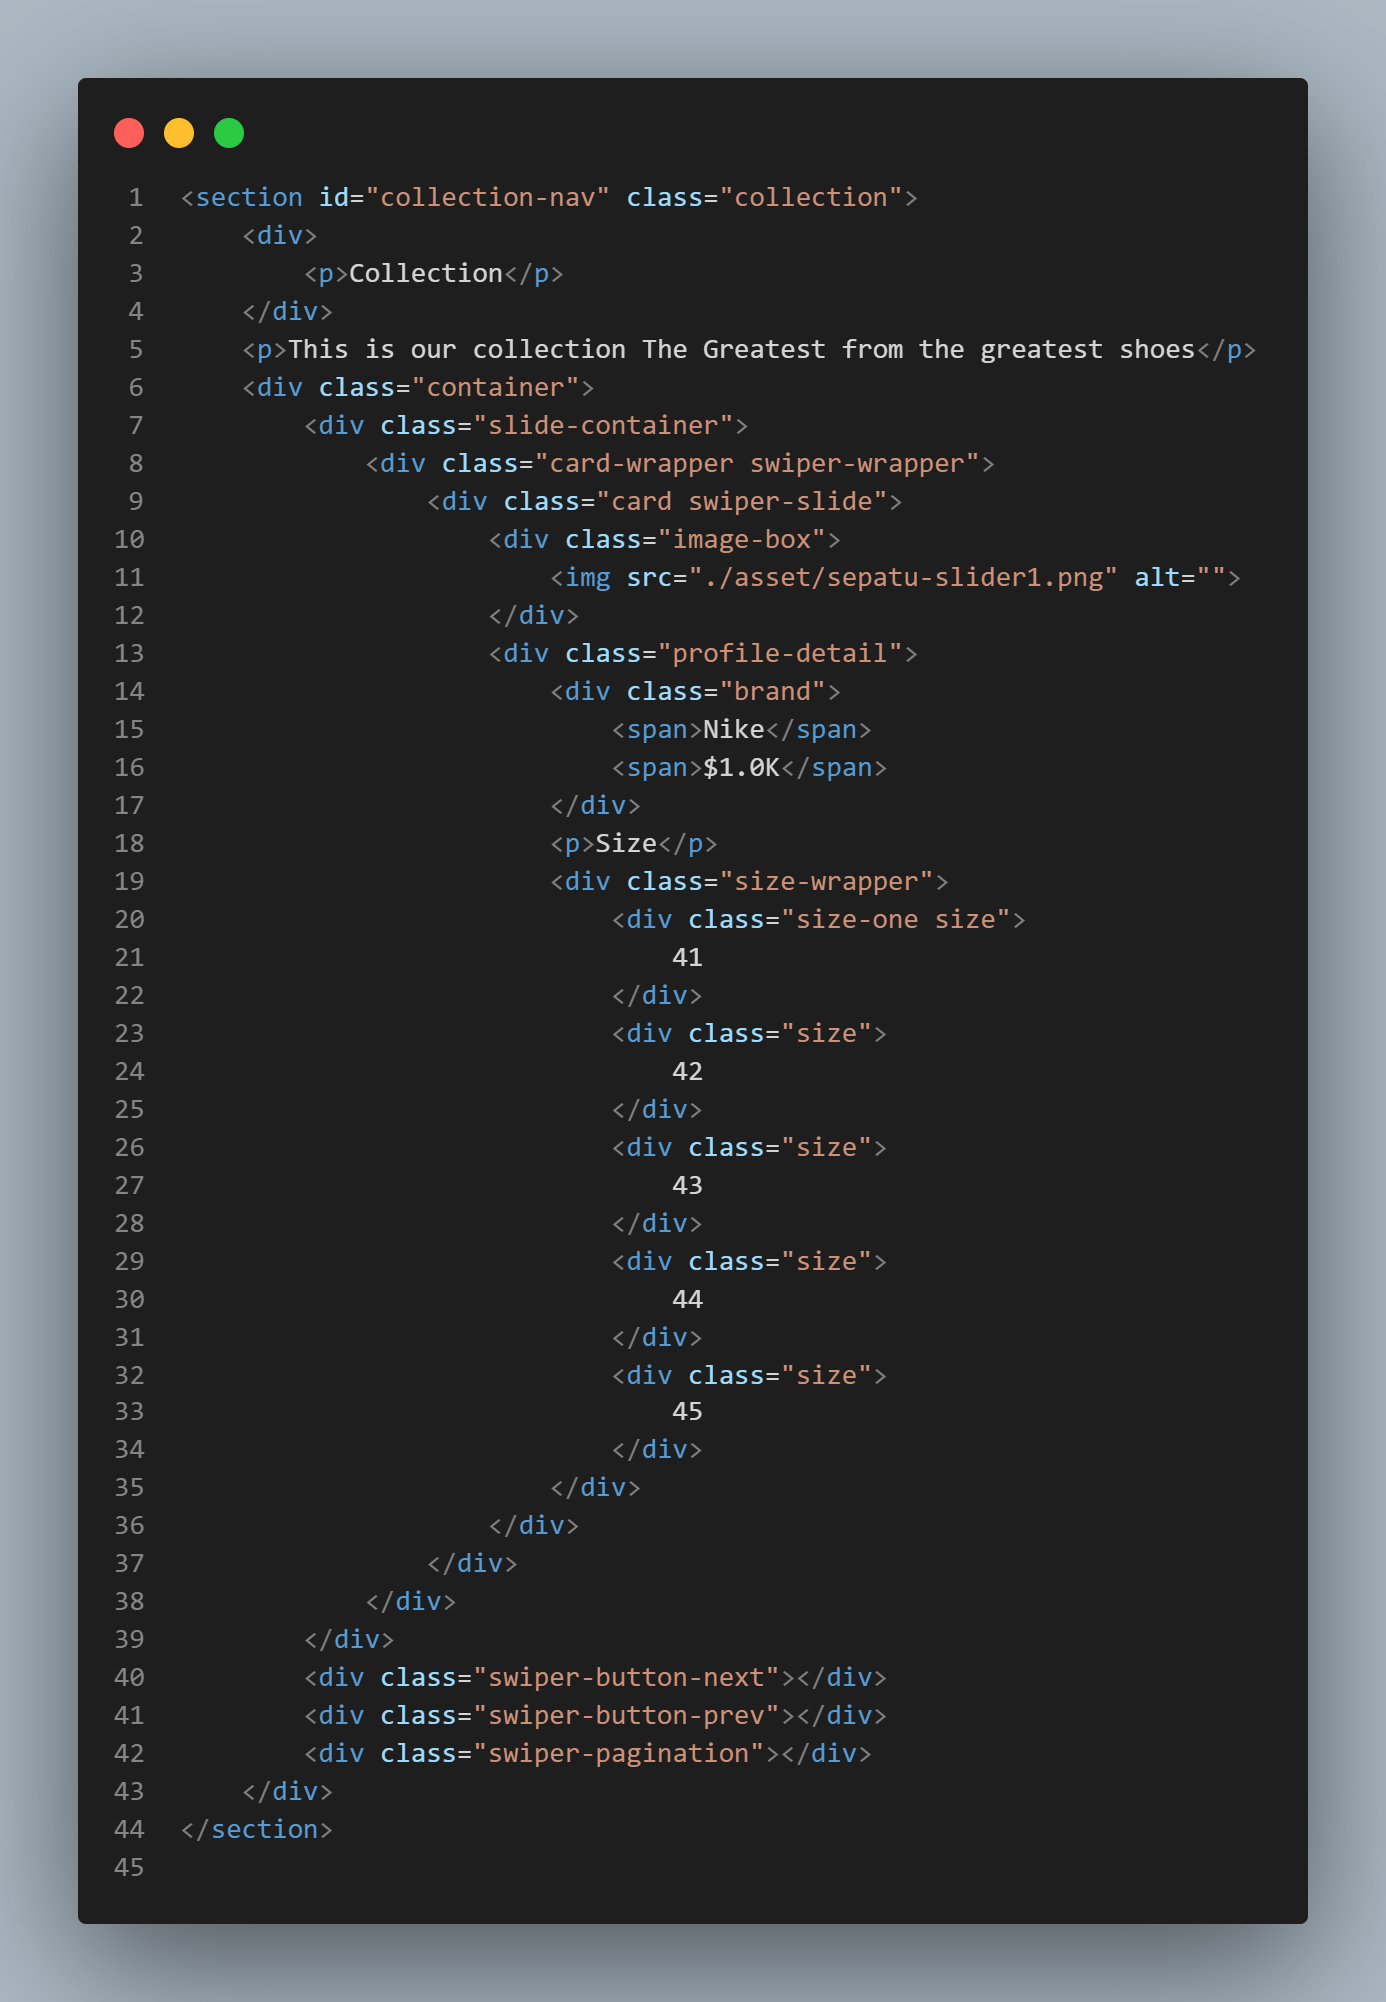 1 <section id="collection-nav" class="collection">
2     <div>
3         <p>Collection</p>
4     </div>
5     <p>This is our collection The Greatest from the greatest shoes</p>
6     <div class="container">
7         <div class="slide-container">
8             <div class="card-wrapper swiper-wrapper">
9                 <div class="card swiper-slide">
10                     <div class="image-box">
11                         <img src="./asset/sepatu-slider1.png" alt="">
12                     </div>
13                     <div class="profile-detail">
14                         <div class="brand">
15                             <span>Nike</span>
16                             <span>$1.0K</span>
17                         </div>
18                         <p>Size</p>
19                         <div class="size-wrapper">
20                             <div class="size-one size">
21                                 41
22                             </div>
23                             <div class="size">
24                                 42
25                             </div>
26                             <div class="size">
27                                 43
28                             </div>
29                             <div class="size">
30                                 44
31                             </div>
32                             <div class="size">
33                                 45
34                             </div>
35                         </div>
36                     </div>
37                 </div>
38             </div>
39         </div>
40         <div class="swiper-button-next"></div>
41         <div class="swiper-button-prev"></div>
42         <div class="swiper-pagination"></div>
43     </div>
44 </section>
45